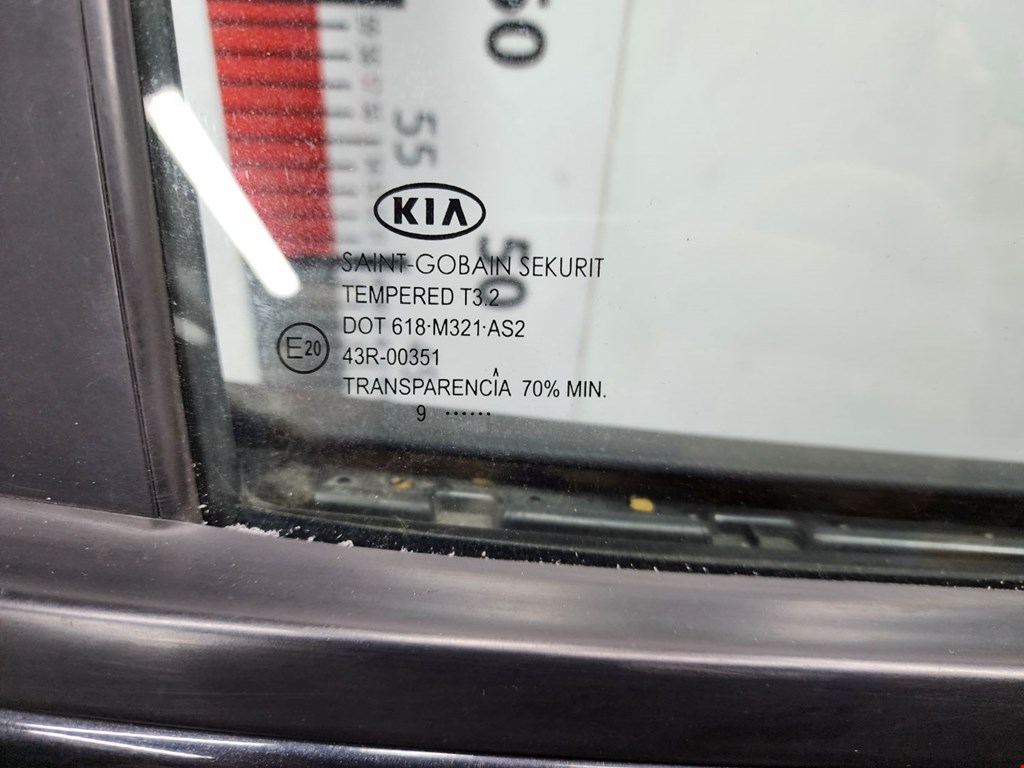 60
55
KIA
50
SAINT-GOBAIN SEKURIT
TEMPERED T3.2
DOT 618·M321·AS2
E20
43R-00351
TRANSPARENCIA 70% MIN.
9 ······